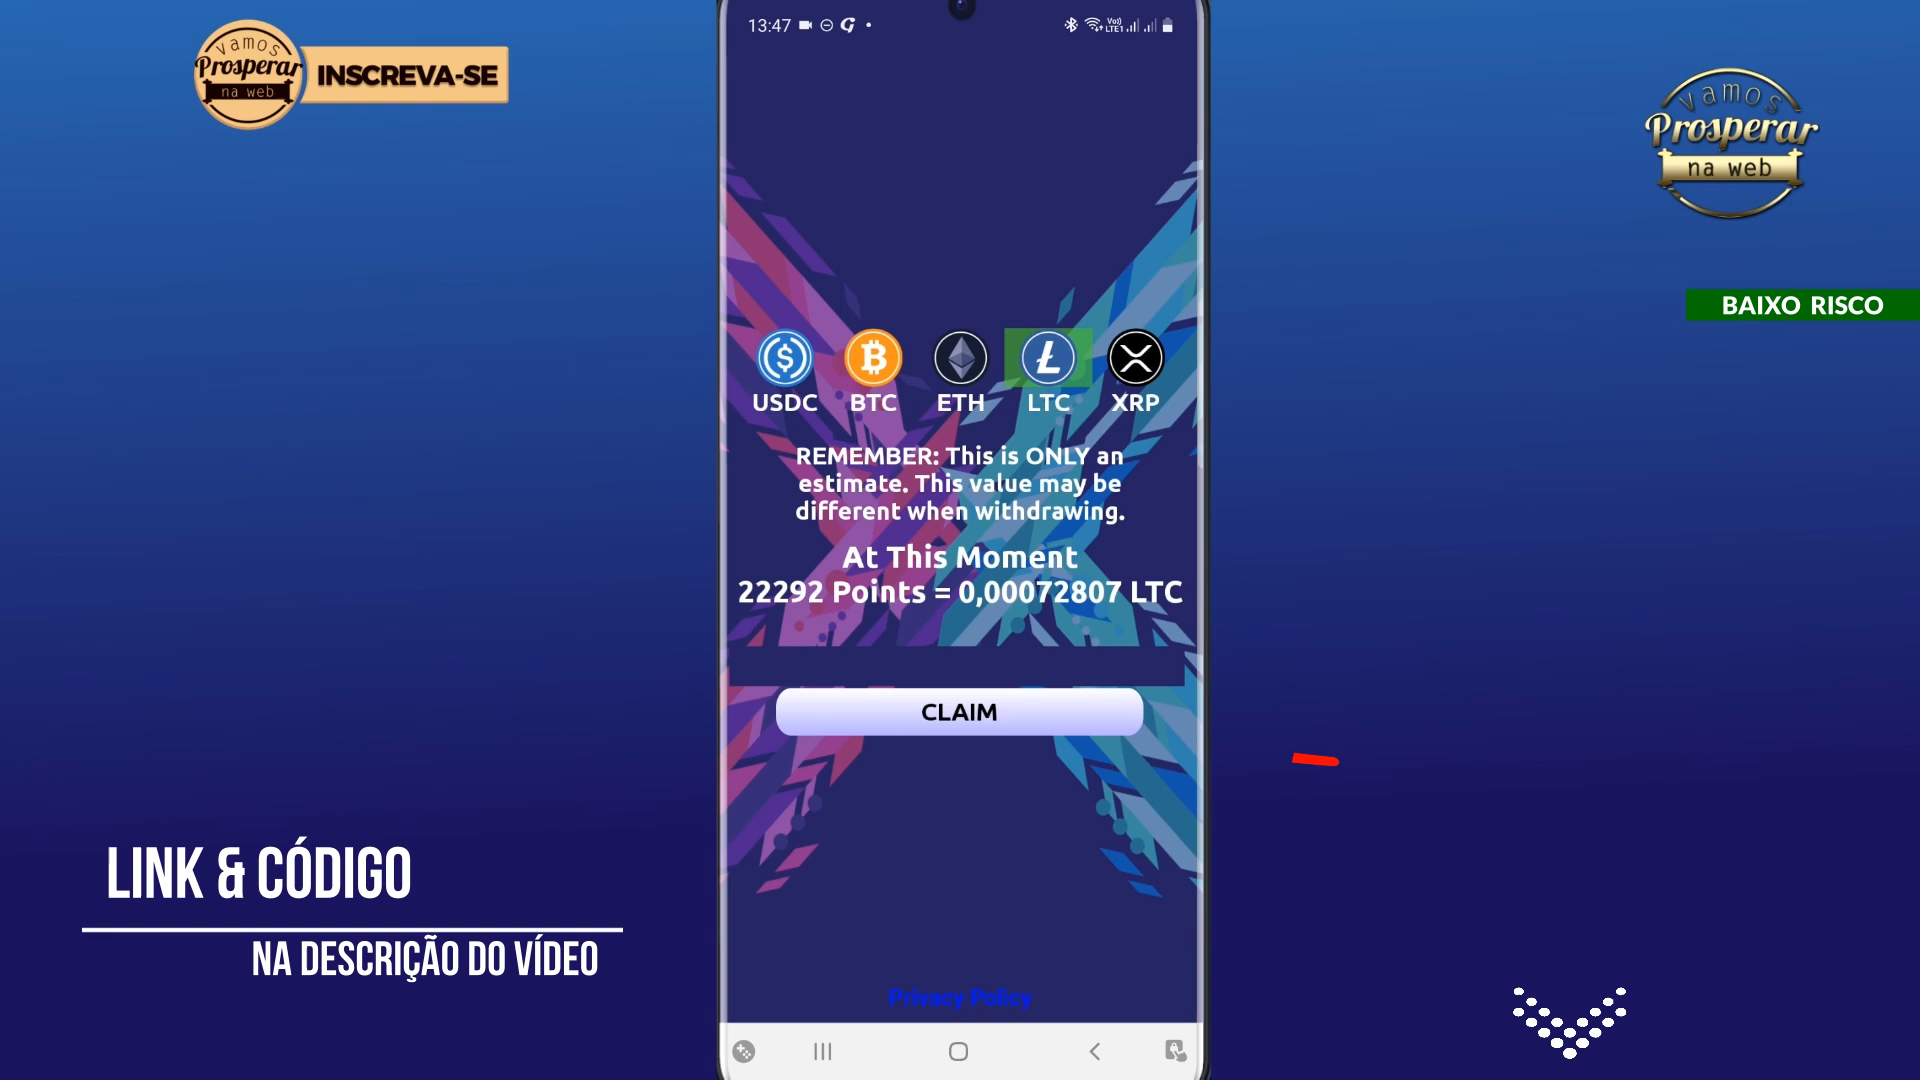 vamos
Prosperar
na web
INSCREVA-SE
13:47
Vo))
LTE1
vamos
Prosperar
na web
BAIXO RISCO
USDC BTC ETH LTC XRP
REMEMBER: This is ONLY an
estimate. This value may be
different when withdrawing.
At This Moment
22292 Points = 0,00072807 LTC
CLAIM
LINK & CÓDIGO
NA DESCRIÇÃO DO VÍDEO
Privacy Policy